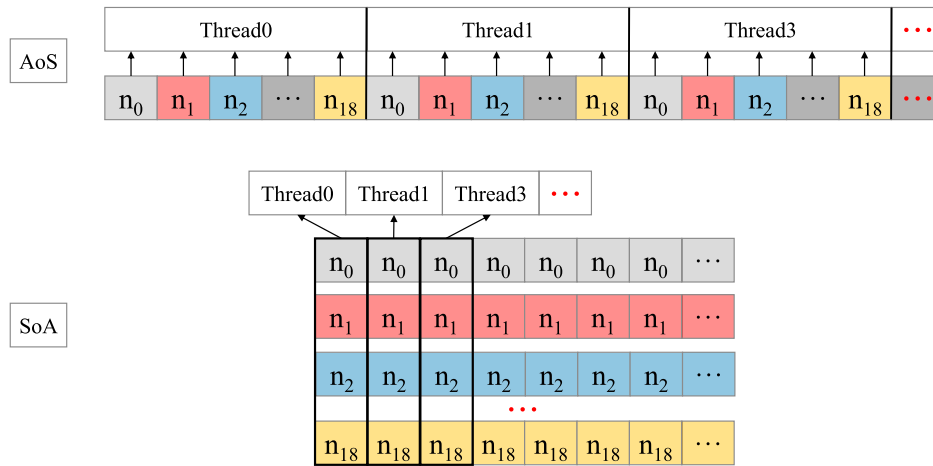 Thread0 Thread1 Thread3 ...
AoS
n0 n1 n2 ... n18 n0 n1 n2 ... n18 n0 n1 n2 ... n18 ...
Thread0 Thread1 Thread3 ...
n0 n0 n0 n0 n0 n0 n0 ...
SoA
n1 n1 n1 n1 n1 n1 n1 ...
n2 n2 n2 n2 n2 n2 n2 ...
...
n18 n18 n18 n18 n18 n18 n18 ...